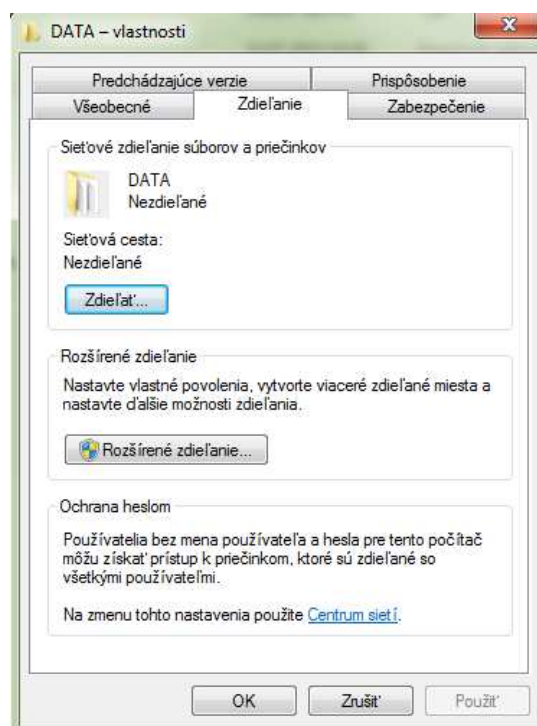 DATA – vlastnosti
Predchádzajúce verzie
Prispôsobenie
Všeobecné
Zdieľanie
Zabezpečenie
Sieťové zdieľanie súborov a priečinkov
DATA
Nezdieľané
Sieťová cesta:
Nezdieľané
Zdieľať...
Rozšírené zdieľanie
Nastavte vlastné povolenia, vytvorte viaceré zdieľané miesta a
nastavte ďalšie možnosti zdieľania.
Rozšírené zdieľanie...
Ochrana heslom
Používatelia bez mena používateľa a hesla pre tento počítač
môžu získať prístup k priečinkom, ktoré sú zdieľané so
všetkými používateľmi.
Na zmenu tohto nastavenia použite Centrum sietí.
OK
Zrušiť
Použiť